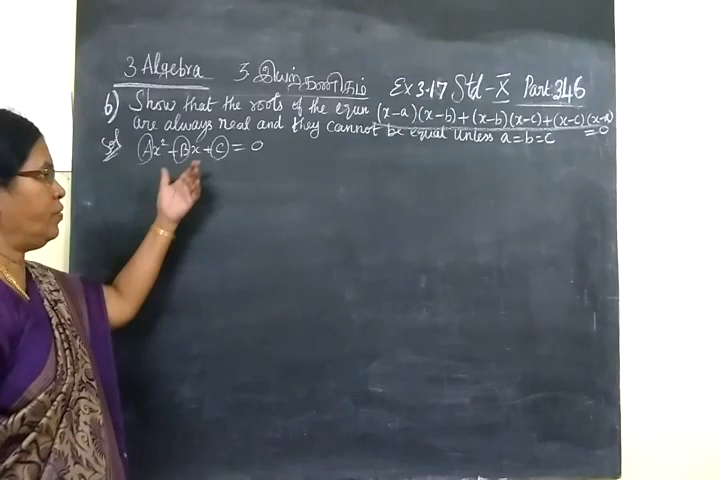 3 Algebra 3. இயற்கணிதம் Ex 3.17 Std-X Part 346
6) Show that the roots of the equn (x-a)(x-b)+(x-b)(x-c)+(x-c)(x-a)
are always real and they cannot be equal unless a=b=c =0
Sol Ax²+Bx+C=0